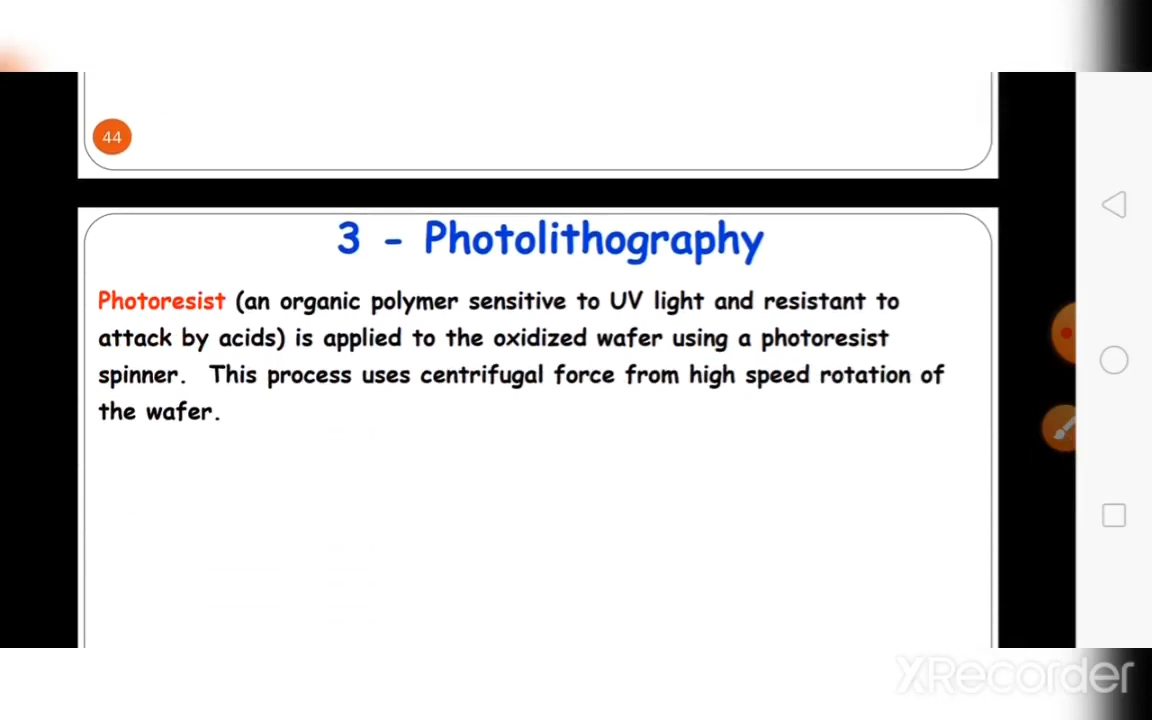 44
3 - Photolithography
Photoresist (an organic polymer sensitive to UV light and resistant to
attack by acids) is applied to the oxidized wafer using a photoresist
spinner. This process uses centrifugal force from high speed rotation of
the wafer.
XRecorder